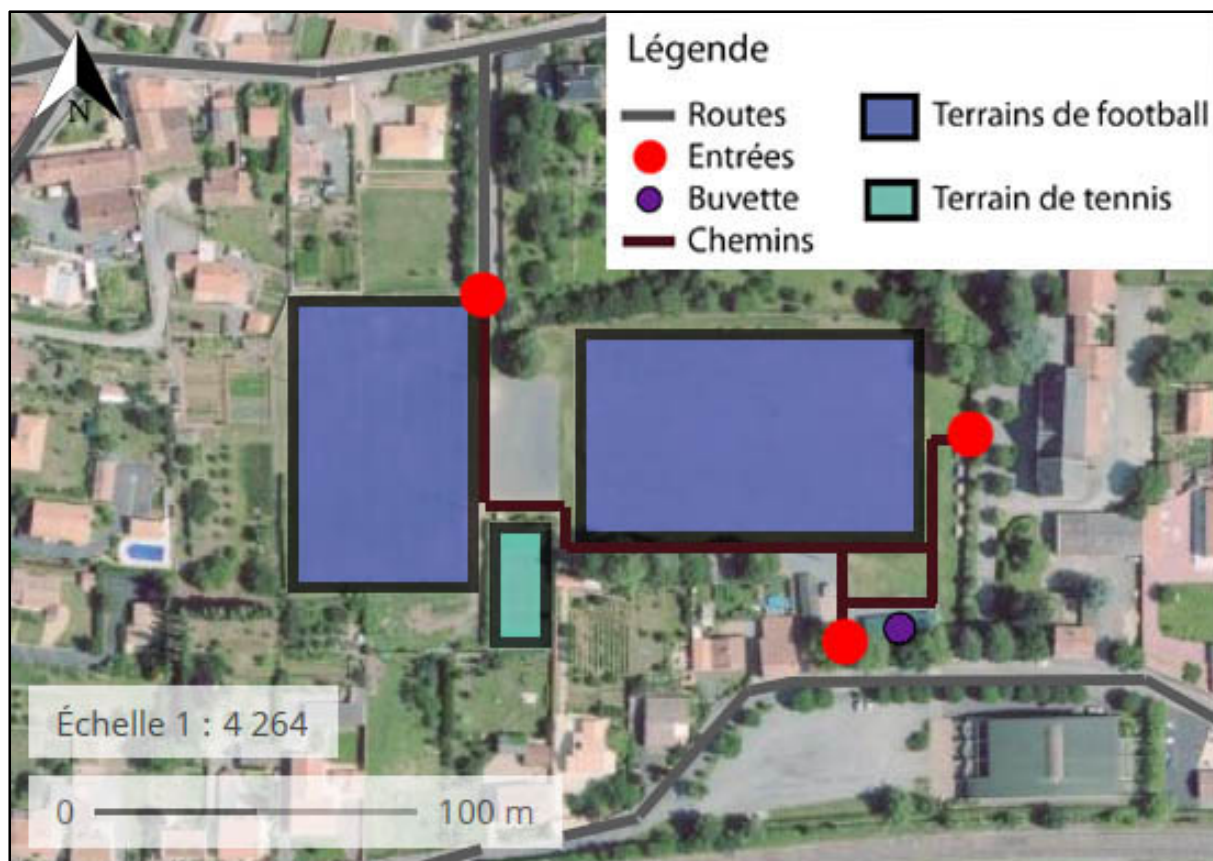 N
Légende
Routes
Entrées
Buvette
Chemins
Terrains de football
Terrain de tennis
Échelle 1 : 4 264
0 100 m